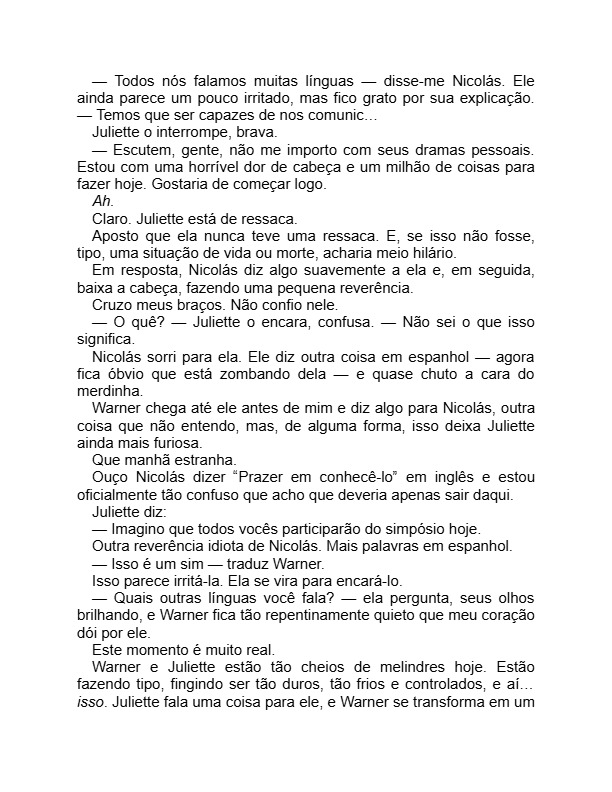 — Todos nós falamos muitas línguas — disse-me Nicolás. Ele
ainda parece um pouco irritado, mas fico grato por sua explicação.
— Temos que ser capazes de nos comunic…
Juliette o interrompe, brava.
— Escutem, gente, não me importo com seus dramas pessoais.
Estou com uma horrível dor de cabeça e um milhão de coisas para
fazer hoje. Gostaria de começar logo.
Ah.
Claro. Juliette está de ressaca.
Aposto que ela nunca teve uma ressaca. E, se isso não fosse,
tipo, uma situação de vida ou morte, acharia meio hilário.
Em resposta, Nicolás diz algo suavemente a ela e, em seguida,
baixa a cabeça, fazendo uma pequena reverência.
Cruzo meus braços. Não confio nele.
— O quê? — Juliette o encara, confusa. — Não sei o que isso
significa.
Nicolás sorri para ela. Ele diz outra coisa em espanhol — agora
fica óbvio que está zombando dela — e quase chuto a cara do
merdinha.
Warner chega até ele antes de mim e diz algo para Nicolás, outra
coisa que não entendo, mas, de alguma forma, isso deixa Juliette
ainda mais furiosa.
Que manhã estranha.
Ouço Nicolás dizer “Prazer em conhecê-lo” em inglês e estou
oficialmente tão confuso que acho que deveria apenas sair daqui.
Juliette diz:
— Imagino que todos vocês participarão do simpósio hoje.
Outra reverência idiota de Nicolás. Mais palavras em espanhol.
— Isso é um sim — traduz Warner.
Isso parece irritá-la. Ela se vira para encará-lo.
— Quais outras línguas você fala? — ela pergunta, seus olhos
brilhando, e Warner fica tão repentinamente quieto que meu coração
dói por ele.
Este momento é muito real.
Warner e Juliette estão tão cheios de melindres hoje. Estão
fazendo tipo, fingindo ser tão duros, tão frios e controlados, e aí…
isso. Juliette fala uma coisa para ele, e Warner se transforma em um